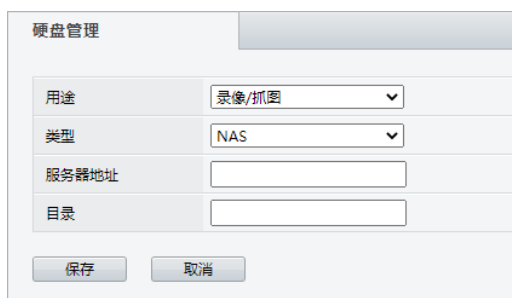 硬盘管理
用途 录像/抓图
类型 NAS
服务器地址
目录
保存 取消